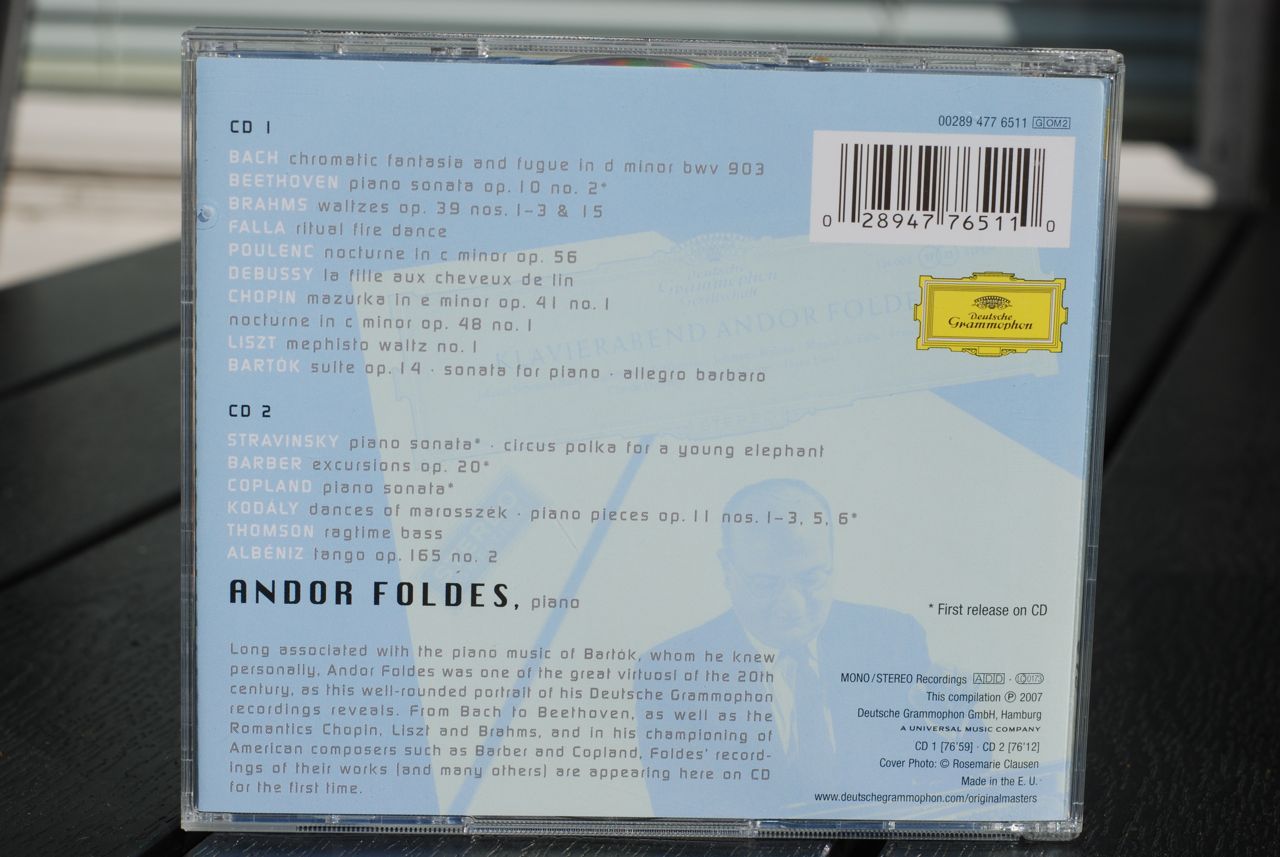 CD 1
BACH chromatic fantasia and fugue in d minor bwv 903
BEETHOVEN piano sonata op. 10 no. 2*
BRAHMS waltzes op. 39 nos. 1–3 & 15
FALLA ritual fire dance
POULENC nocturne in c minor op. 56
DEBUSSY la fille aux cheveux de lin
CHOPIN mazurka in e minor op. 41 no. 1
nocturne in c minor op. 48 no. 1
LISZT mephisto waltz no. 1
BARTÓK suite op. 14 · sonata for piano · allegro barbaro
CD 2
STRAVINSKY piano sonata* · circus polka for a young elephant
BARBER excursions op. 20*
COPLAND piano sonata*
KODÁLY dances of marosszék · piano pieces op. 11 nos. 1–3, 5, 6*
THOMSON ragtime bass
ALBÉNIZ tango op. 165 no. 2
ANDOR FOLDES, piano
Long associated with the piano music of Bartók, whom he knew
personally, Andor Foldes was one of the great virtuosi of the 20th
century, as this well-rounded portrait of his Deutsche Grammophon
recordings reveals. From Bach to Beethoven, as well as the
Romantics Chopin, Liszt and Brahms, and in his championing of
American composers such as Barber and Copland, Foldes' record-
ings of their works (and many others) are appearing here on CD
for the first time.
00289 477 6511 G OM2
0 28947 76511 0
Deutsche
Grammophon
Deutsche
Grammophon
Gesellschaft
KLAVIERABEND ANDOR FOLDE
STEREO
* First release on CD
MONO/STEREO Recordings ADD · LC 0173
This compilation ℗ 2007
Deutsche Grammophon GmbH, Hamburg
A UNIVERSAL MUSIC COMPANY
CD 1 [76'59] · CD 2 [76'12]
Cover Photo: © Rosemarie Clausen
Made in the E. U.
www.deutschegrammophon.com/originalmasters